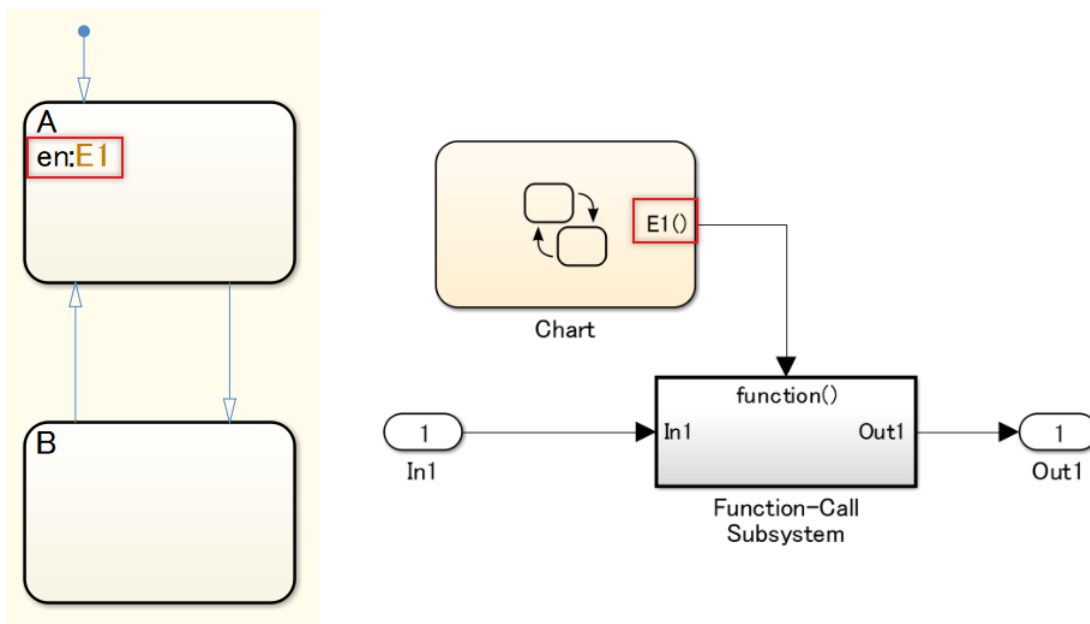 A
en:E1
B
E1()
Chart
function()
1
In1
In1
Out1
1
Out1
Function-Call
Subsystem